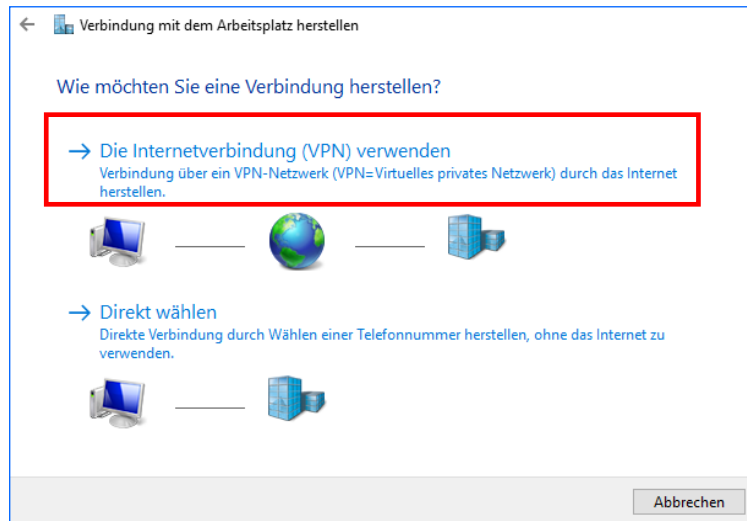 Verbindung mit dem Arbeitsplatz herstellen
Wie möchten Sie eine Verbindung herstellen?
Die Internetverbindung (VPN) verwenden
Verbindung über ein VPN-Netzwerk (VPN=Virtuelles privates Netzwerk) durch das Internet
herstellen.
Direkt wählen
Direkte Verbindung durch Wählen einer Telefonnummer herstellen, ohne das Internet zu
verwenden.
Abbrechen